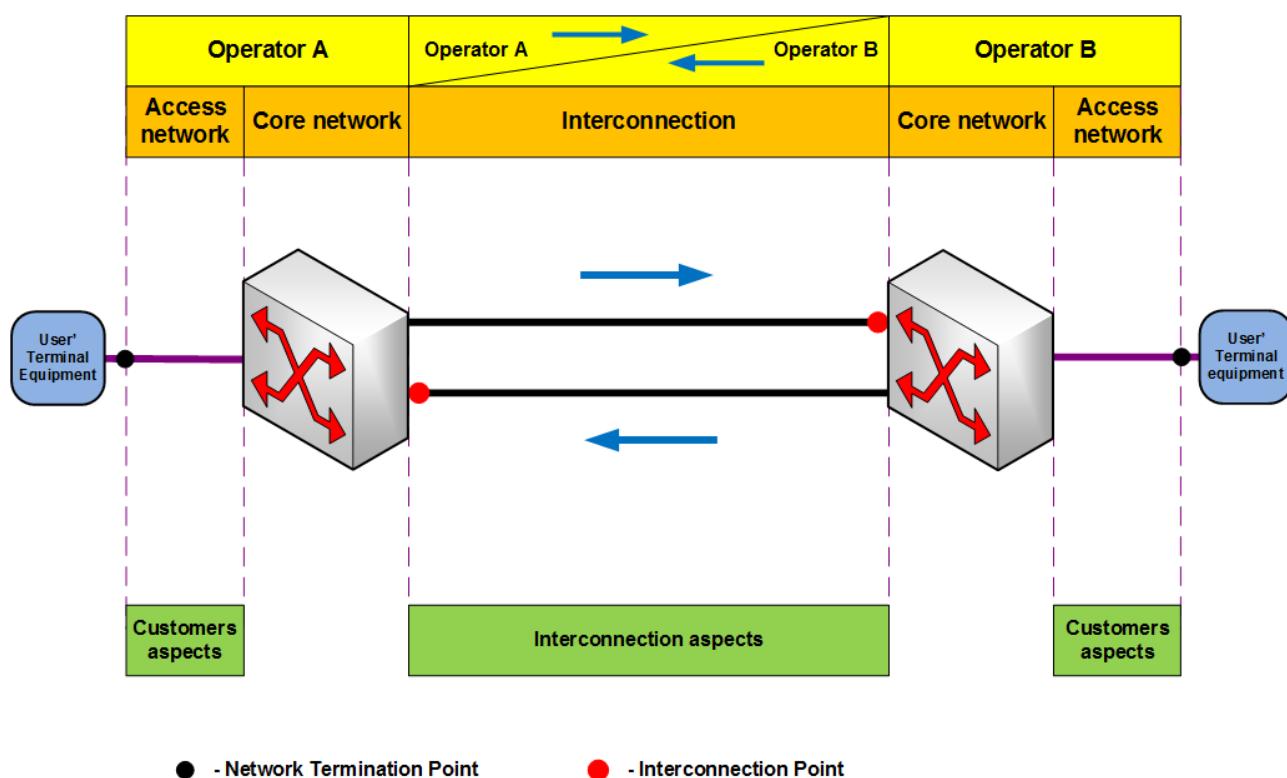 Operator A
Operator A
Operator B
Operator B
Access
network
Core network
Interconnection
Core network
Access
network
User'
Terminal
Equipment
User'
Terminal
equipment
Customers
aspects
Interconnection aspects
Customers
aspects
- Network Termination Point
- Interconnection Point